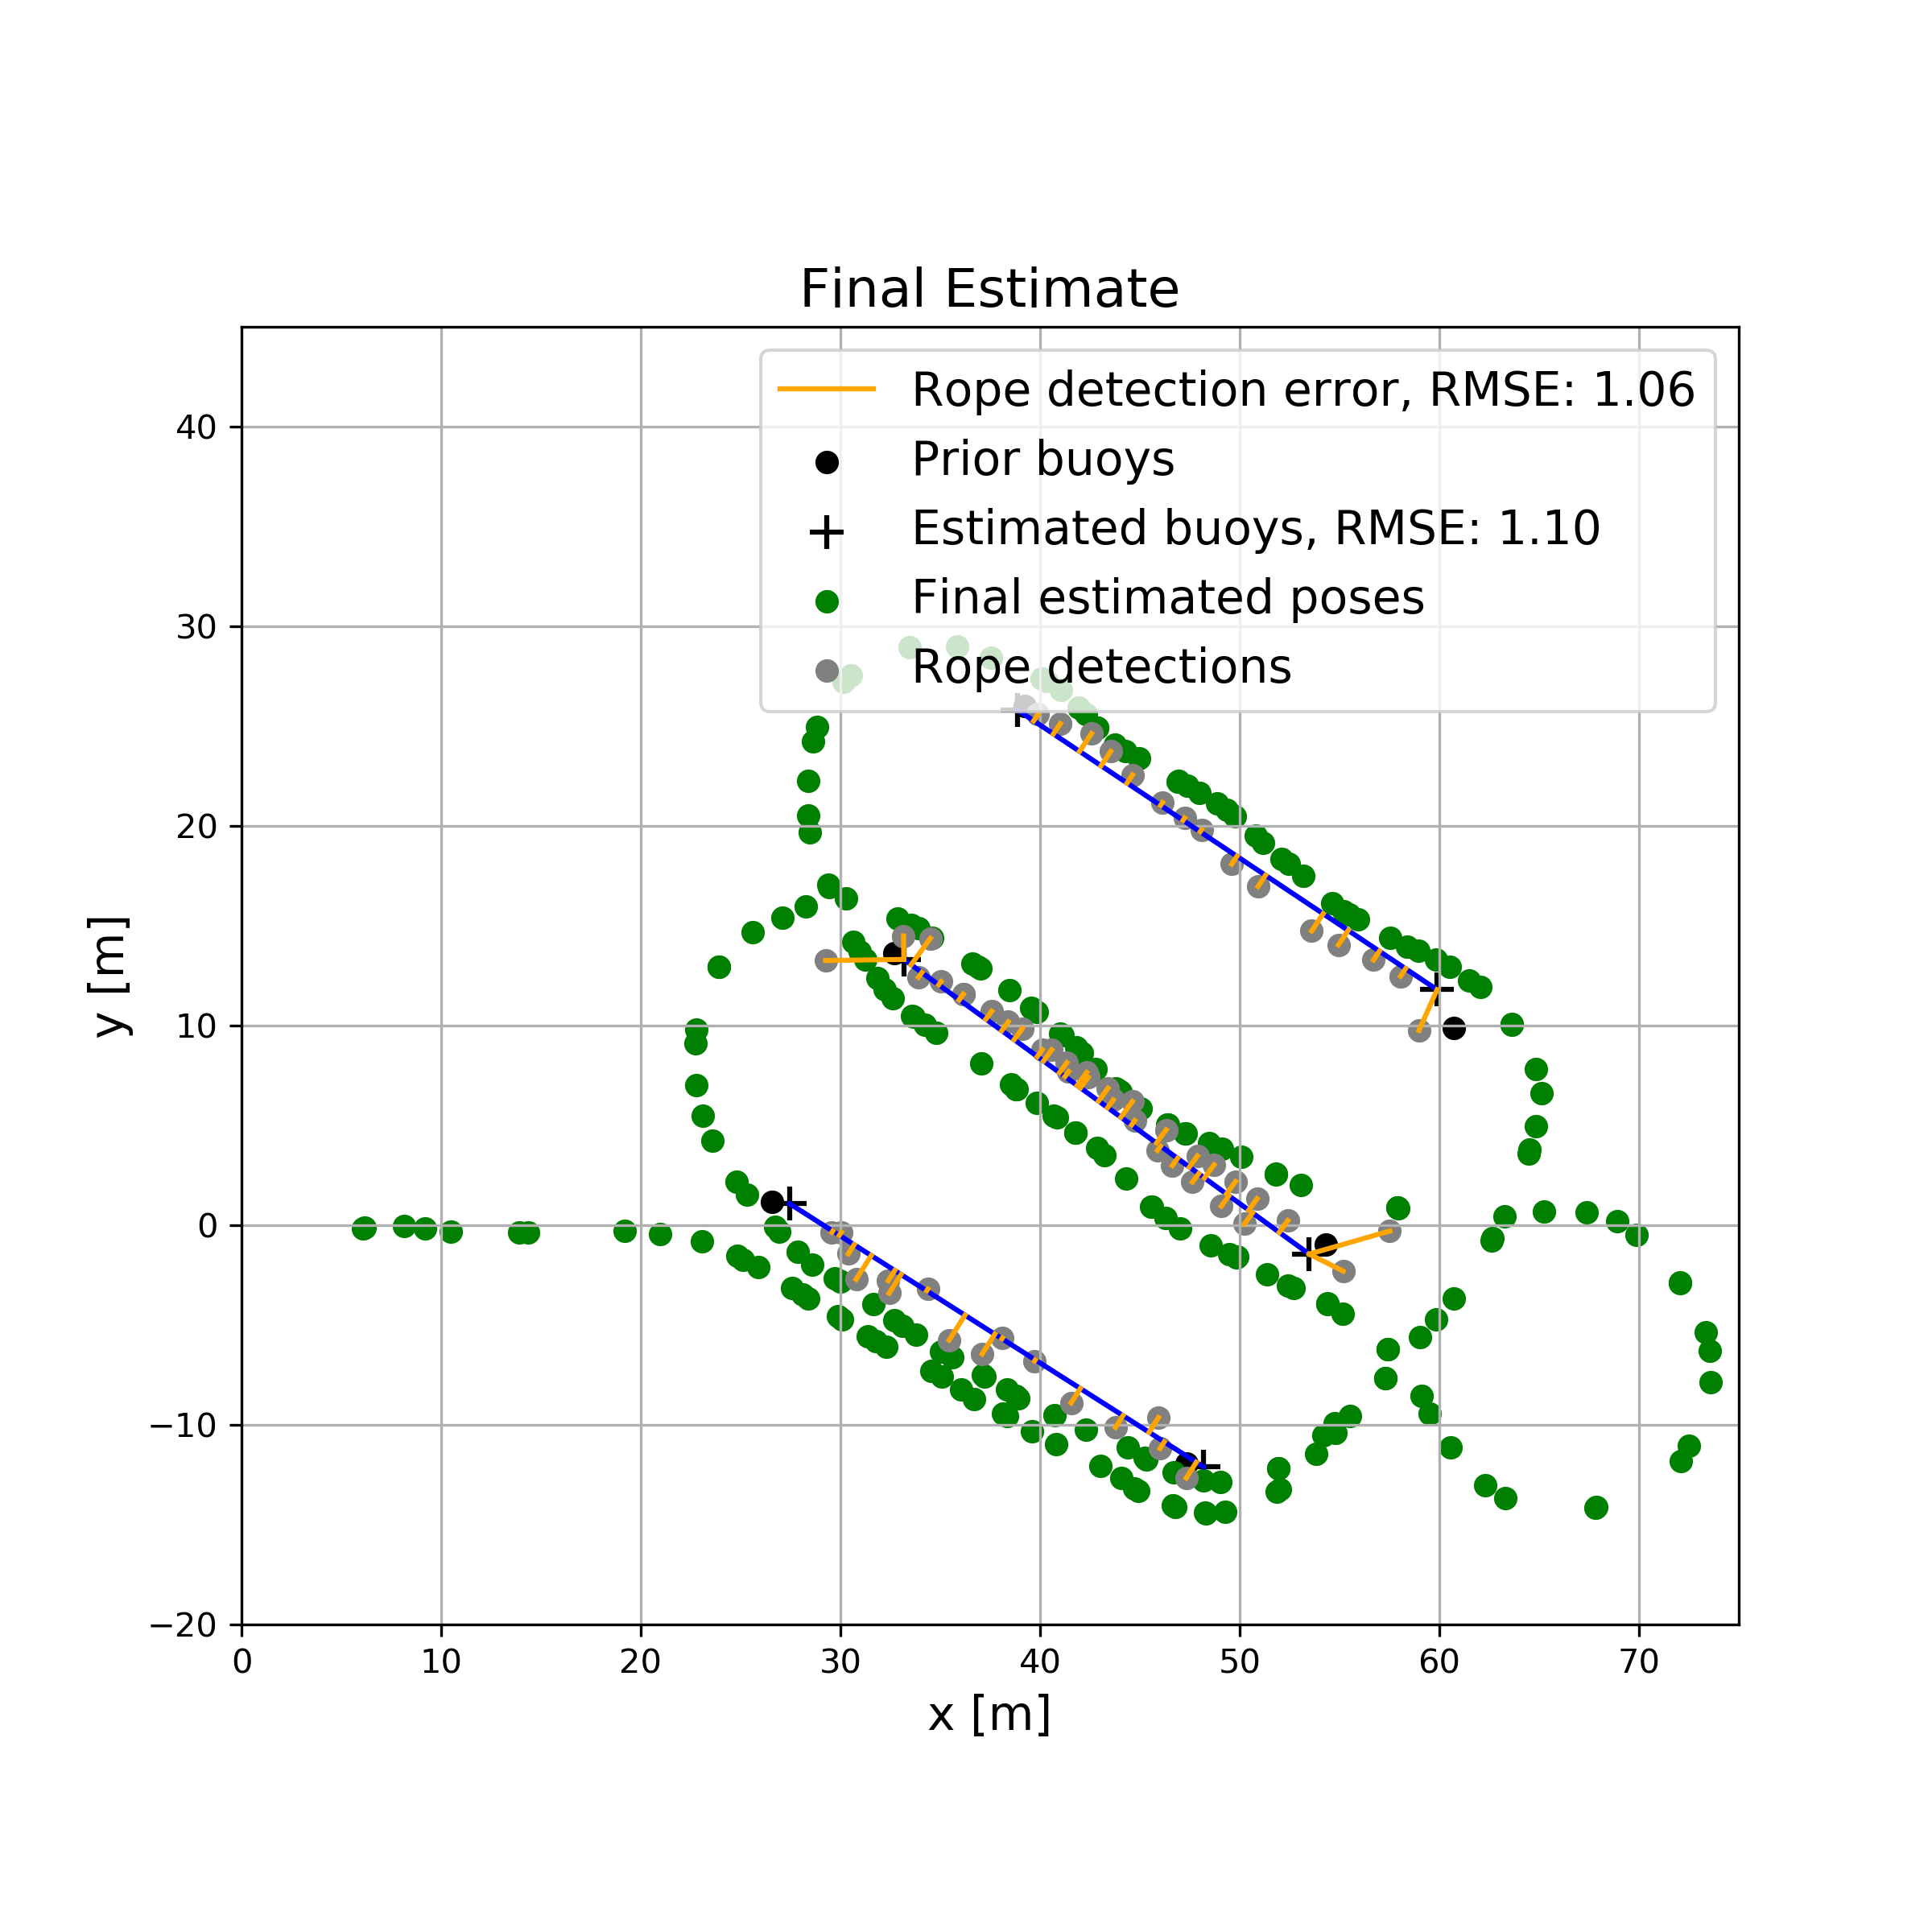 Final Estimate
Rope detection error, RMSE: 1.06
Prior buoys
Estimated buoys, RMSE: 1.10
Final estimated poses
Rope detections
40
30
20
10
0
−10
−20
y [m]
0 10 20 30 40 50 60 70
x [m]